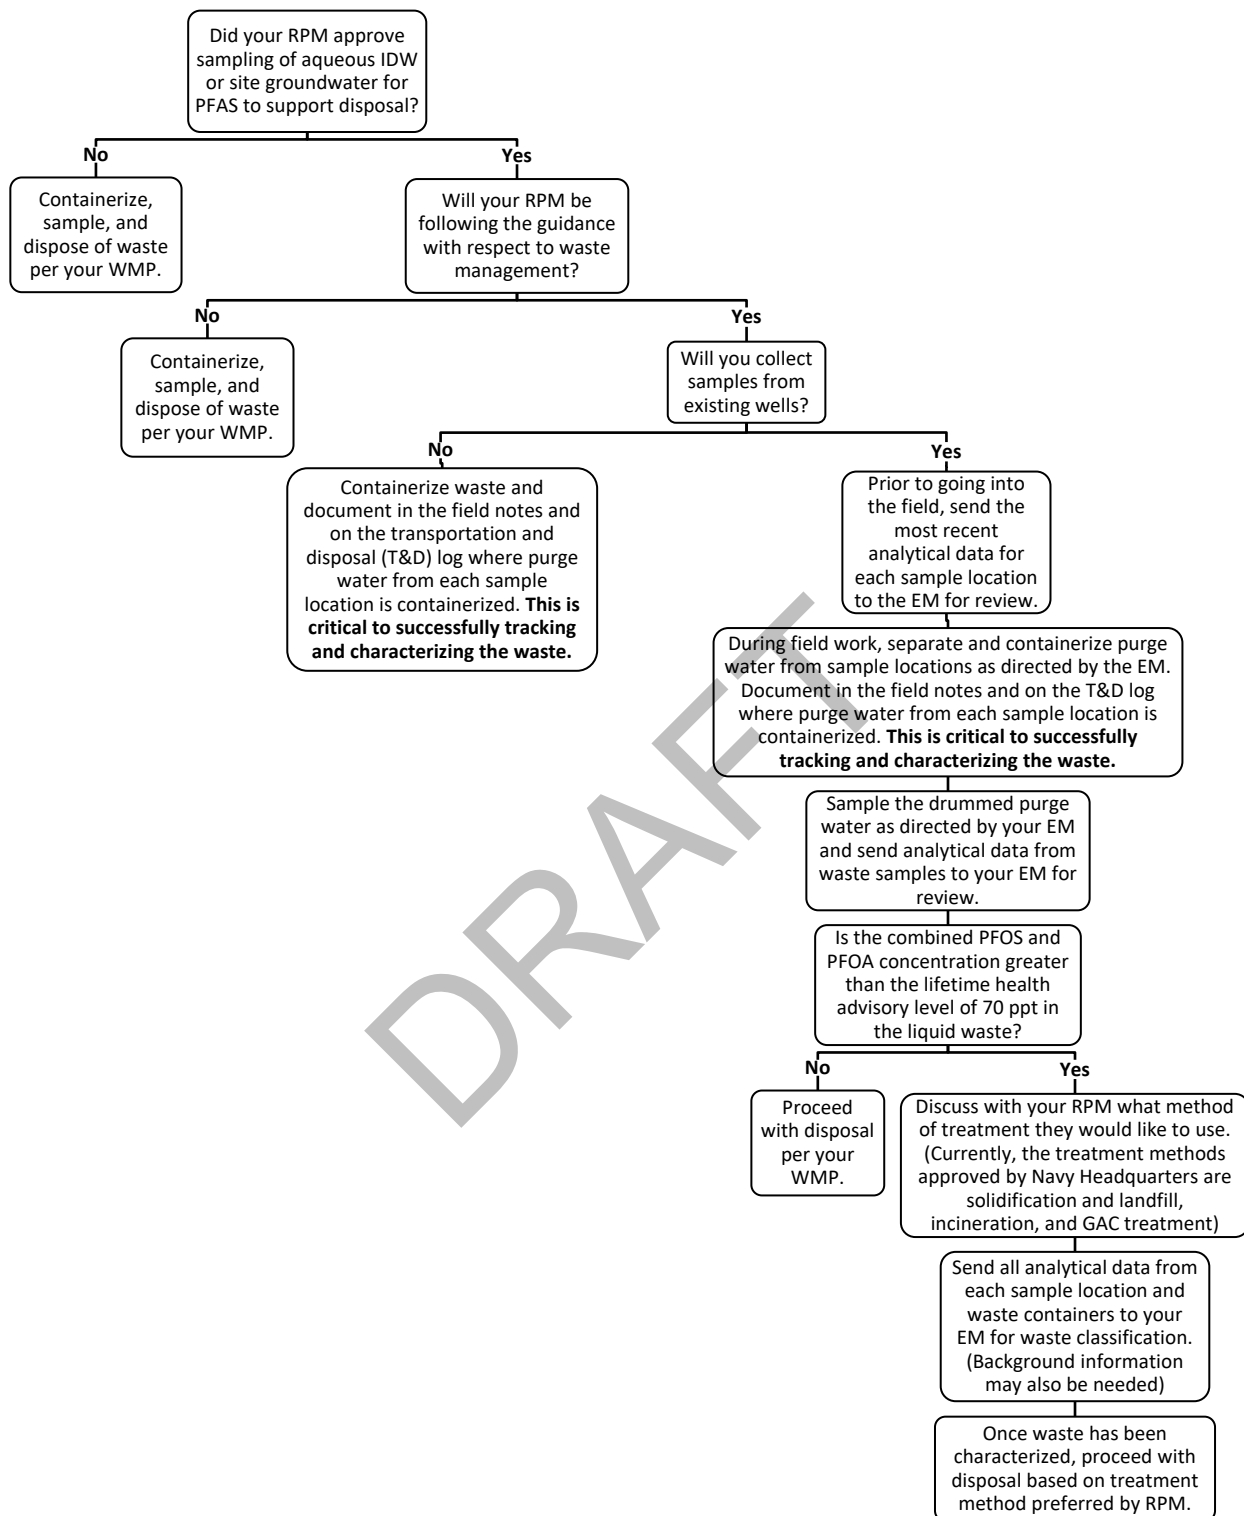 Did your RPM approve
sampling of aqueous IDW
or site groundwater for
PFAS to support disposal?
No
Yes
Containerize,
sample, and
dispose of waste
per your WMP.
Will your RPM be
following the guidance
with respect to waste
management?
No
Yes
Containerize,
sample, and
dispose of waste
per your WMP.
Will you collect
samples from
existing wells?
No
Yes
Containerize waste and
document in the field notes and
on the transportation and
disposal (T&D) log where purge
water from each sample
location is containerized. This is
critical to successfully tracking
and characterizing the waste.
Prior to going into
the field, send the
most recent
analytical data for
each sample location
to the EM for review.
During field work, separate and containerize purge
water from sample locations as directed by the EM.
Document in the field notes and on the T&D log
where purge water from each sample location is
containerized. This is critical to successfully
tracking and characterizing the waste.
Sample the drummed purge
water as directed by your EM
and send analytical data from
waste samples to your EM for
review.
Is the combined PFOS and
PFOA concentration greater
than the lifetime health
advisory level of 70 ppt in
the liquid waste?
No
Yes
Proceed
with disposal
per your
WMP.
Discuss with your RPM what method
of treatment they would like to use.
(Currently, the treatment methods
approved by Navy Headquarters are
solidification and landfill,
incineration, and GAC treatment)
Send all analytical data from
each sample location and
waste containers to your
EM for waste classification.
(Background information
may also be needed)
Once waste has been
characterized, proceed with
disposal based on treatment
method preferred by RPM.
DRAFT